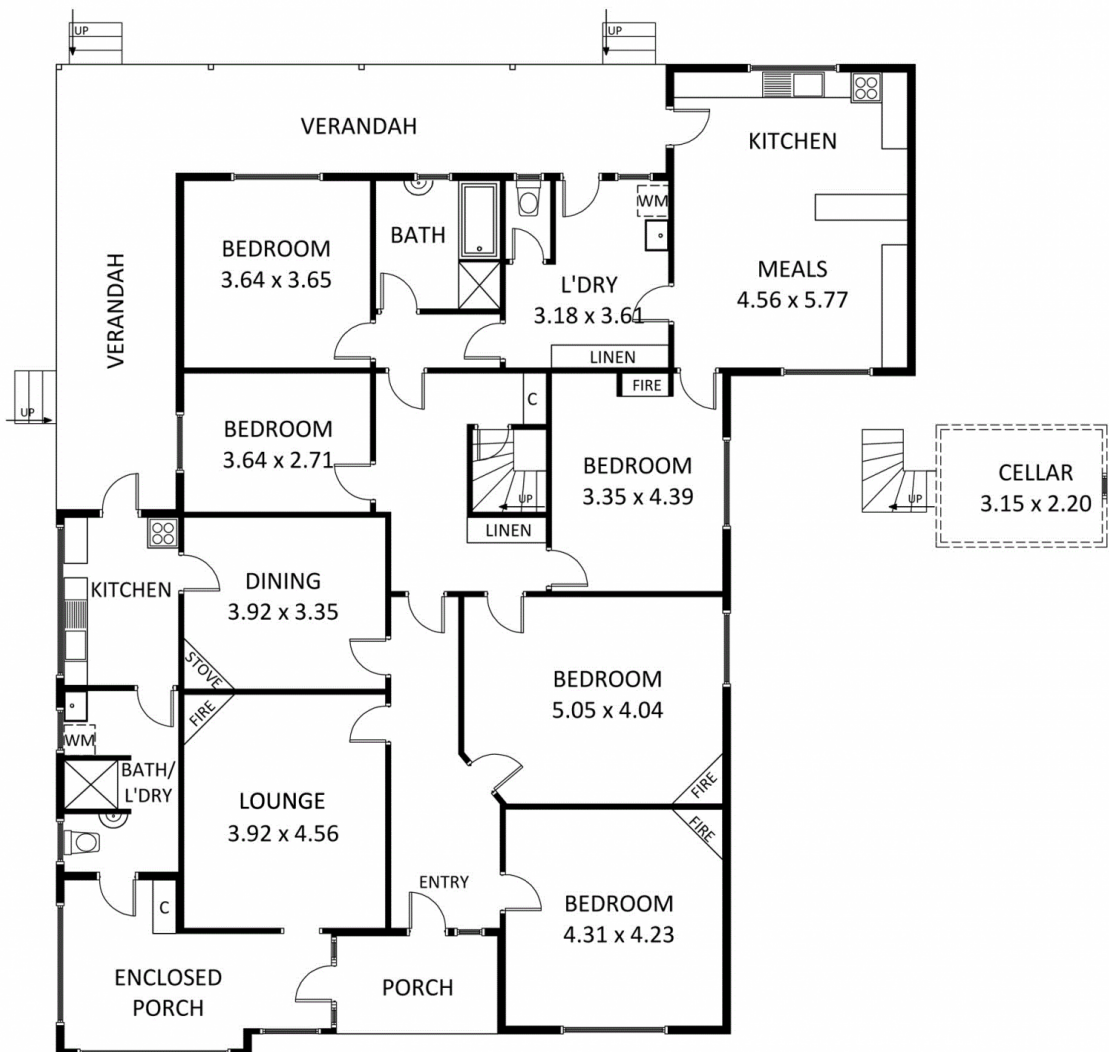 UP
UP
VERANDAH
KITCHEN
WM
BEDROOM
3.64 x 3.65
BATH
L'DRY
3.18 x 3.61
MEALS
4.56 x 5.77
VERANDAH
LINEN
FIRE
UP
C
BEDROOM
3.64 x 2.71
BEDROOM
3.35 x 4.39
CELLAR
3.15 x 2.20
UP
UP
LINEN
KITCHEN
DINING
3.92 x 3.35
STOVE
FIRE
BEDROOM
5.05 x 4.04
WM
BATH/
L'DRY
FIRE
LOUNGE
3.92 x 4.56
FIRE
ENTRY
C
BEDROOM
4.31 x 4.23
ENCLOSED
PORCH
PORCH